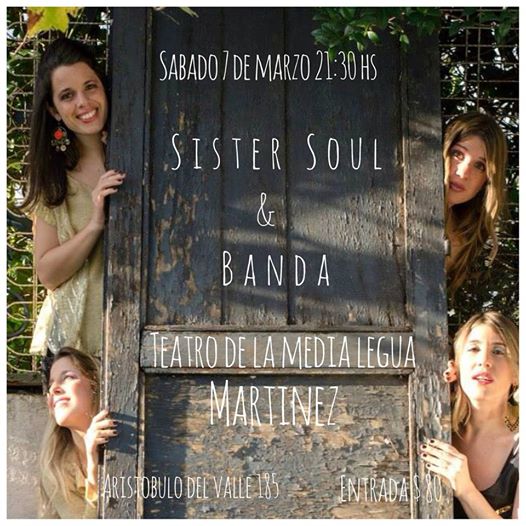 Sabado 7 de marzo 21:30 hs
Sister Soul
&
Banda
Teatro de la media legua
Martinez
Aristobulo del valle 185 Entrada $ 80